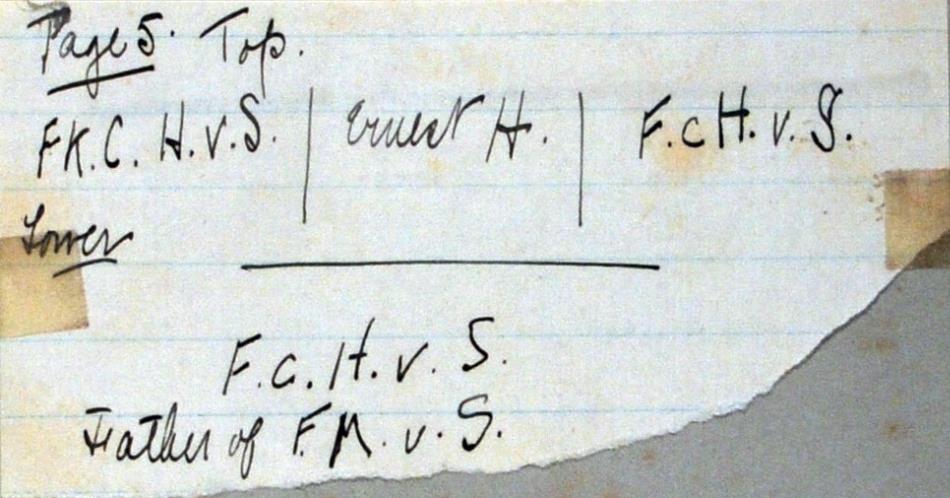 Page 5. Top.
F.K.C. H.v.S. | Ernest H. | F.C.H.v.S.
Lower
F.C.H.v.S.
Father of F.M.v.S.